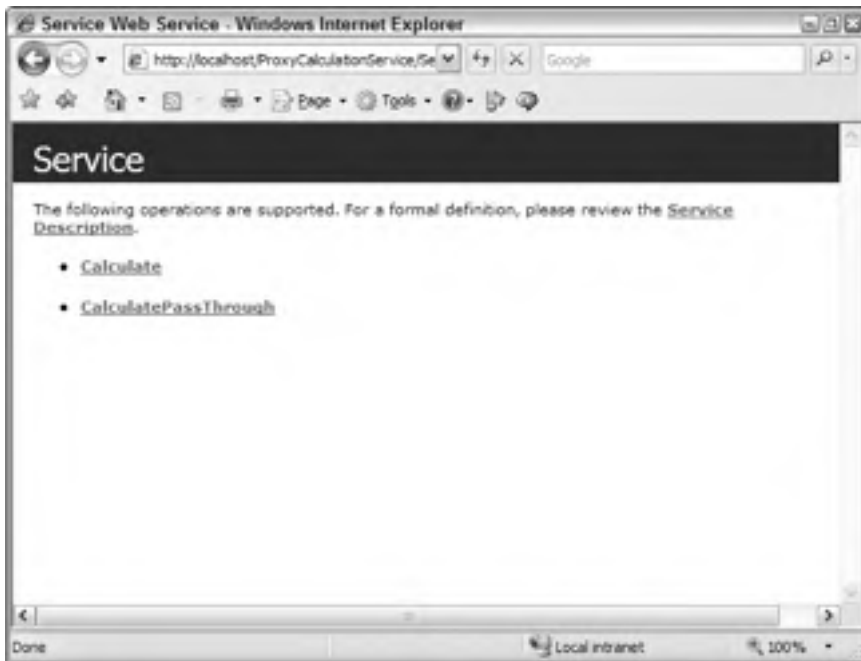 Service Web Service - Windows Internet Explorer
http://localhost/ProxyCalculationService/Se
Google
Page
Tools
Service
The following operations are supported. For a formal definition, please review the Service
Description.
Calculate
CalculatePassThrough
Done
Local intranet
100%